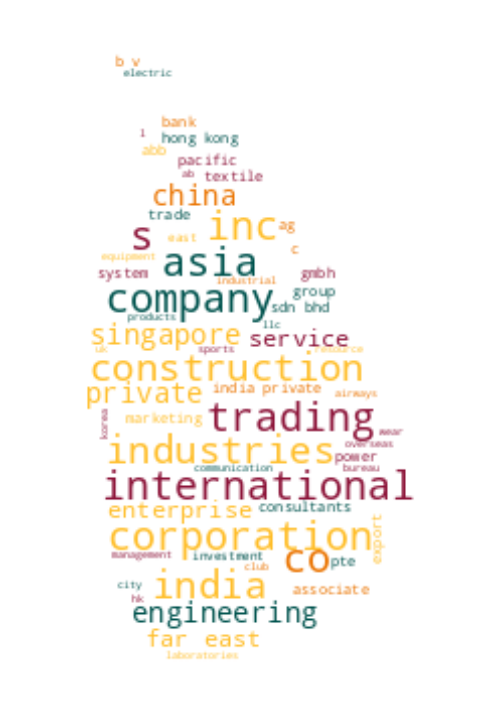 b v
electric
bank
l hong kong
abb
pacific
ab textile
china
trade
inc ag
s east
c
equipment asia
system industrial gmbh
company group
sdn bhd
products
llc
singapore service
uk sports resource
construction
private india private airways
korea marketing trading wear
overseas
industries power
communication bureau
international
enterprise consultants
corporation export
management investment co pte
club
city india associate
hk
engineering
far east
laboratories